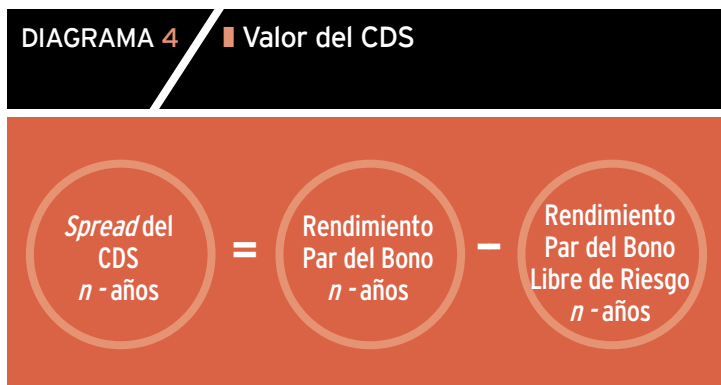 DIAGRAMA 4
Valor del CDS
Spread del
CDS
n - años
=
Rendimiento
Par del Bono
n - años
–
Rendimiento
Par del Bono
Libre de Riesgo
n - años